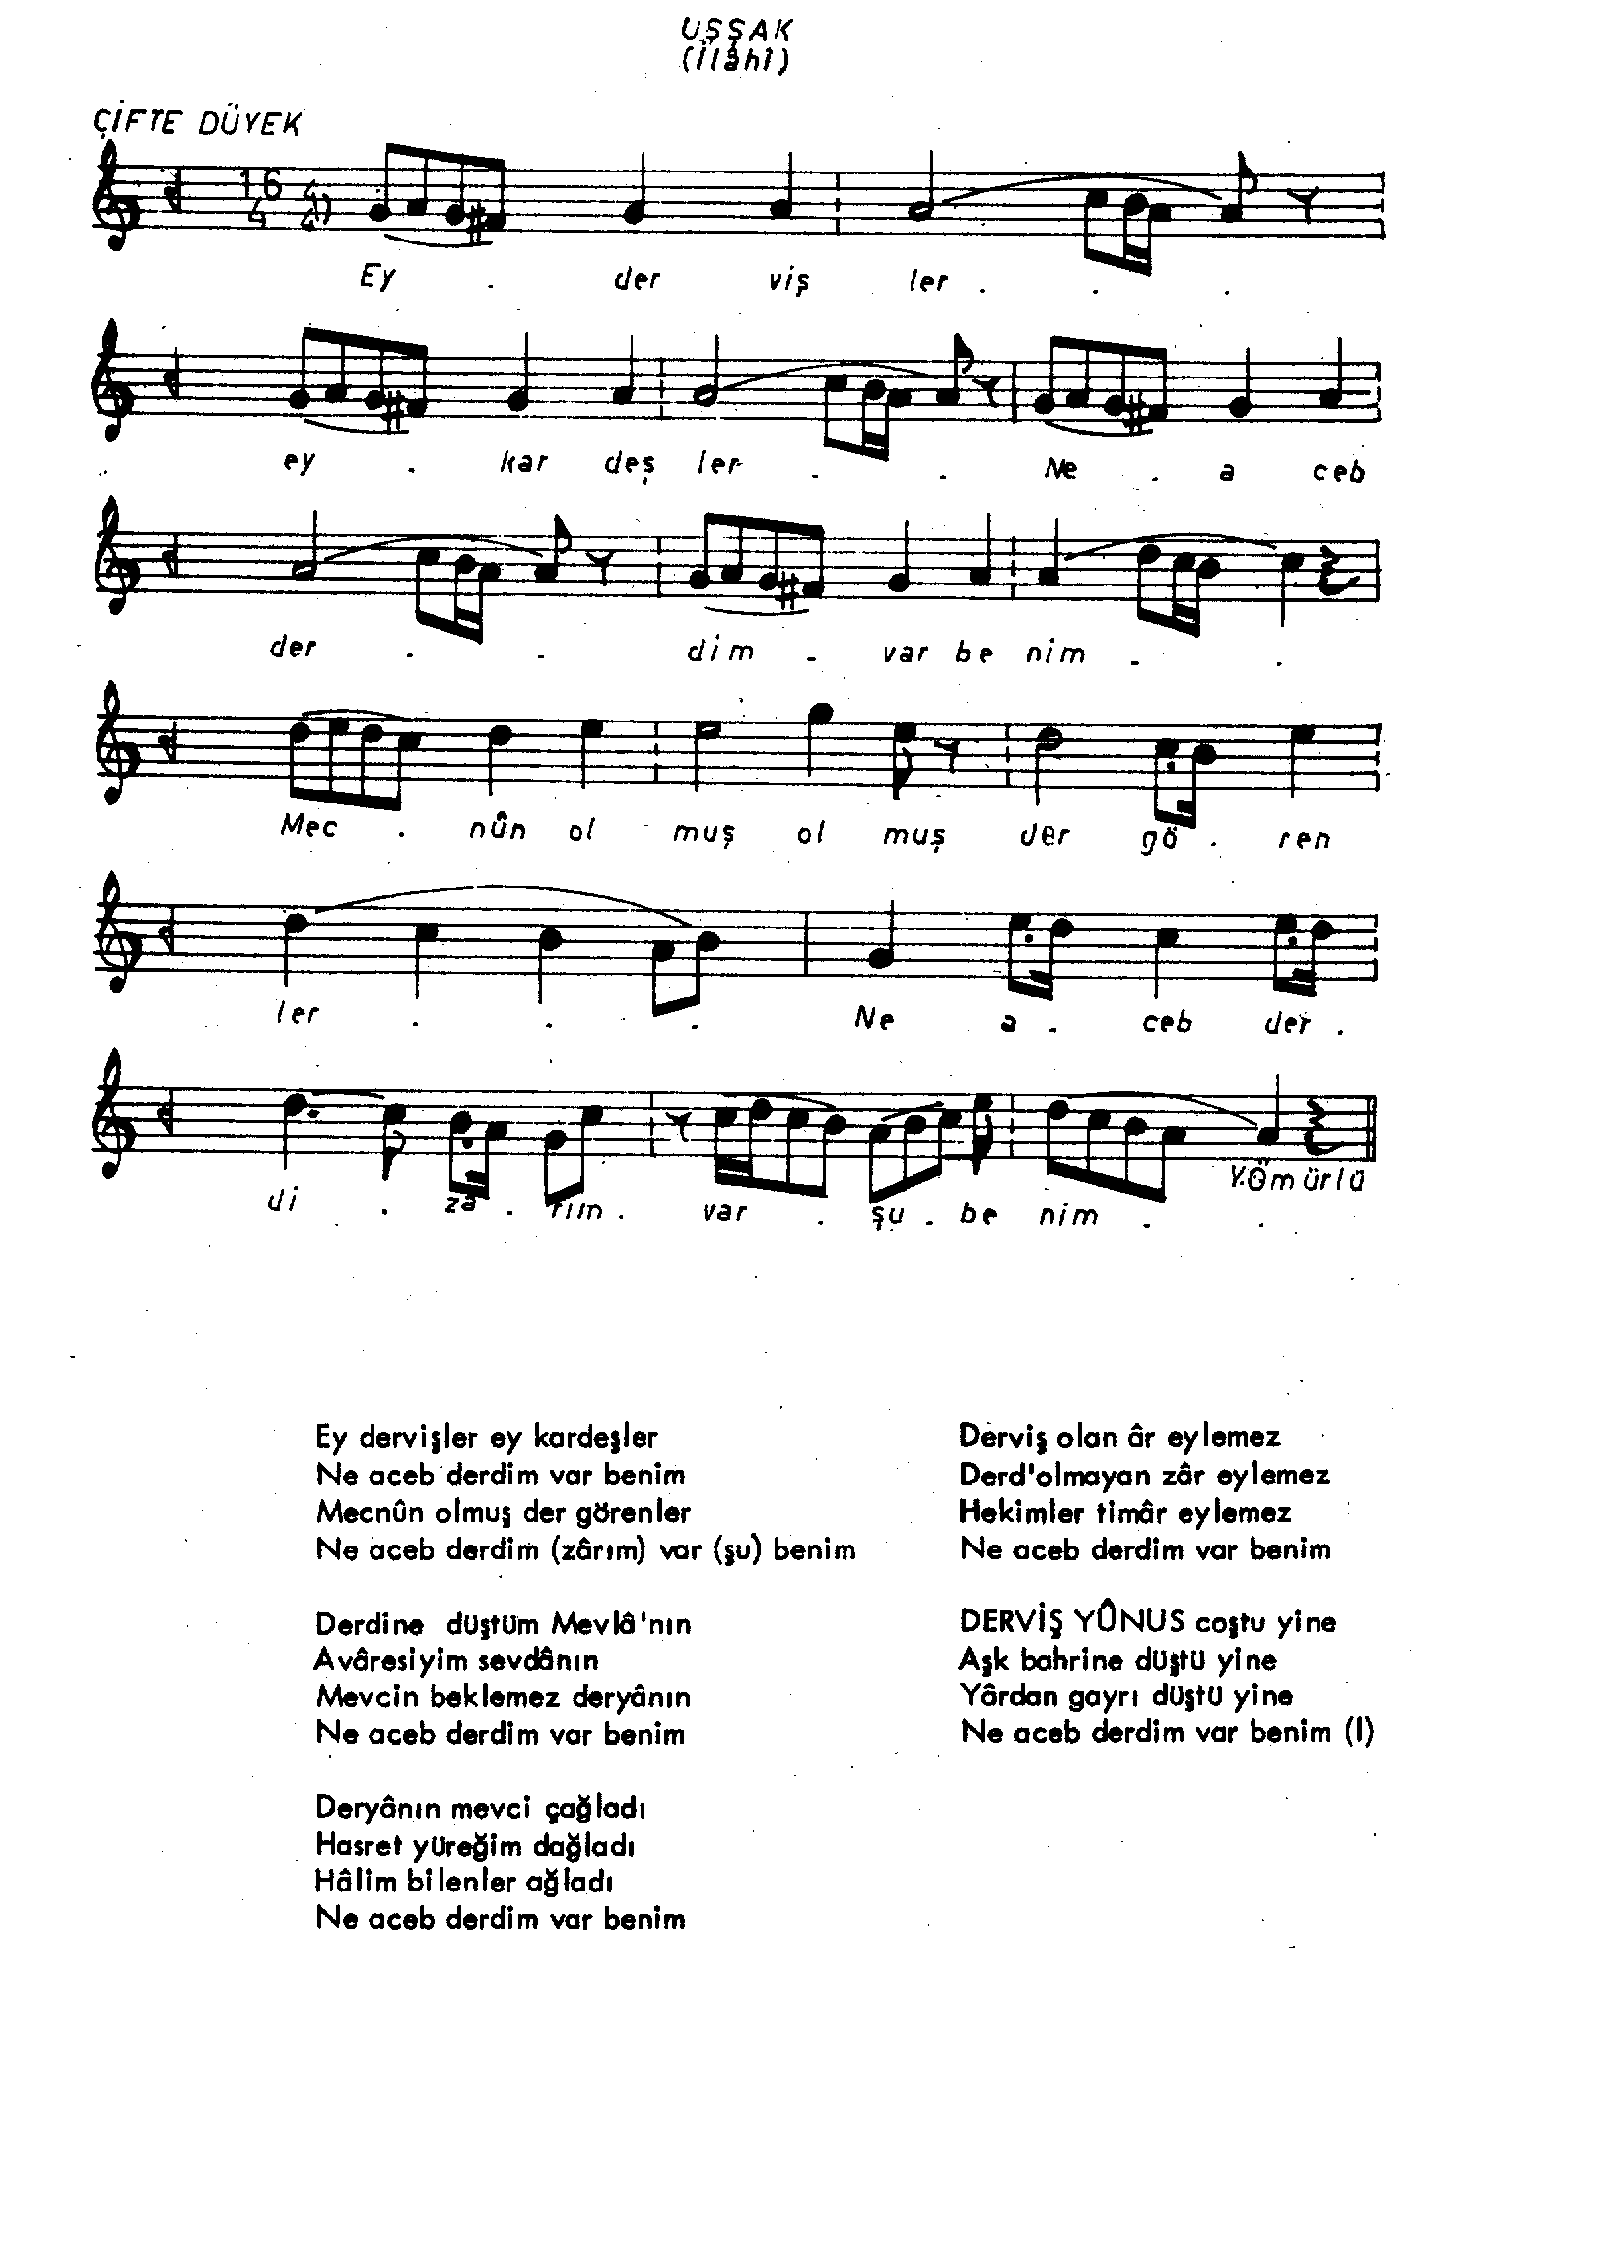 UŞŞAK
(İlâhî)
ÇİFTE DÜYEK
16
4
Ey . der viş ler . . .
ey . kar deş ler . . Ne . a ceb
der . . dim . var be nim . .
Mec . nûn ol muş ol muş der gö . ren
ler . . . Ne a . ceb der .
Y.Ömürlü
di . za . rım . var . şu . be nim . .
Ey dervişler ey kardeşler
Ne aceb derdim var benim
Mecnûn olmuş der görenler
Ne aceb derdim (zârım) var (şu) benim
Derdine düştüm Mevlâ'nın
Avâresiyim sevdânın
Mevcin beklemez deryânın
Ne aceb derdim var benim
Deryânın mevci çağladı
Hasret yüreğim dağladı
Hâlim bilenler ağladı
Ne aceb derdim var benim
Derviş olan âr eylemez
Derd'olmayan zâr eylemez
Hekimler timâr eylemez
Ne aceb derdim var benim
DERVİŞ YÛNUS coştu yine
Aşk bahrine düştü yine
Yôrdan gayrı düştü yine
Ne aceb derdim var benim (I)